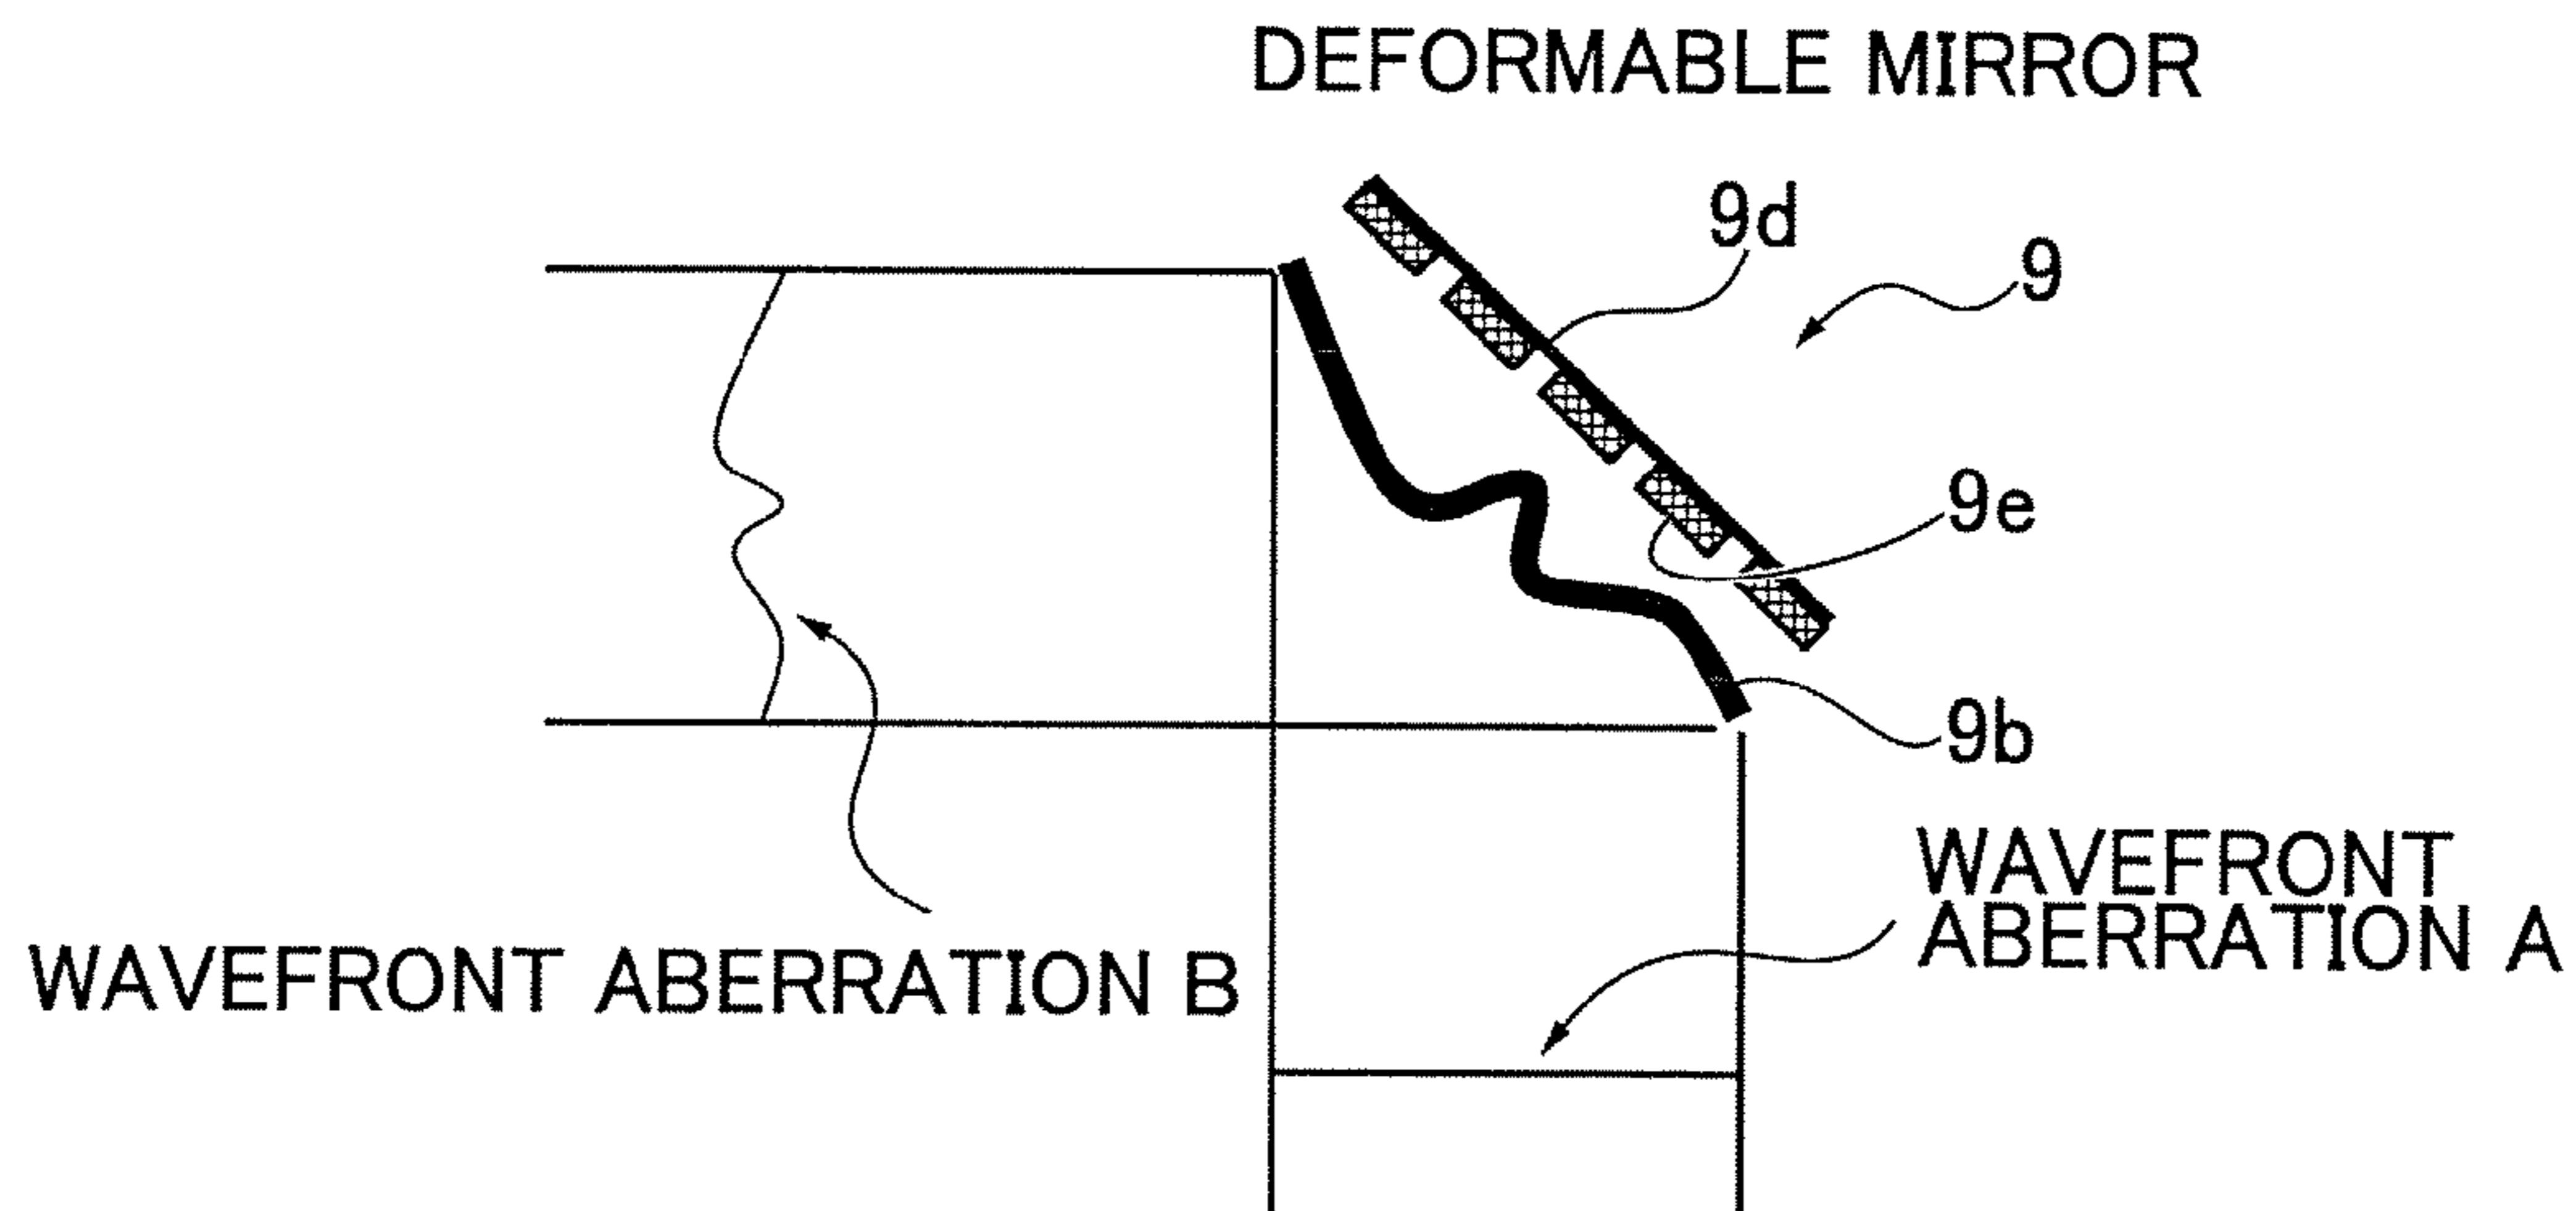 DEFORMABLE MIRROR
9d
9
9e
9b
WAVEFRONT
ABERRATION A
WAVEFRONT ABERRATION B